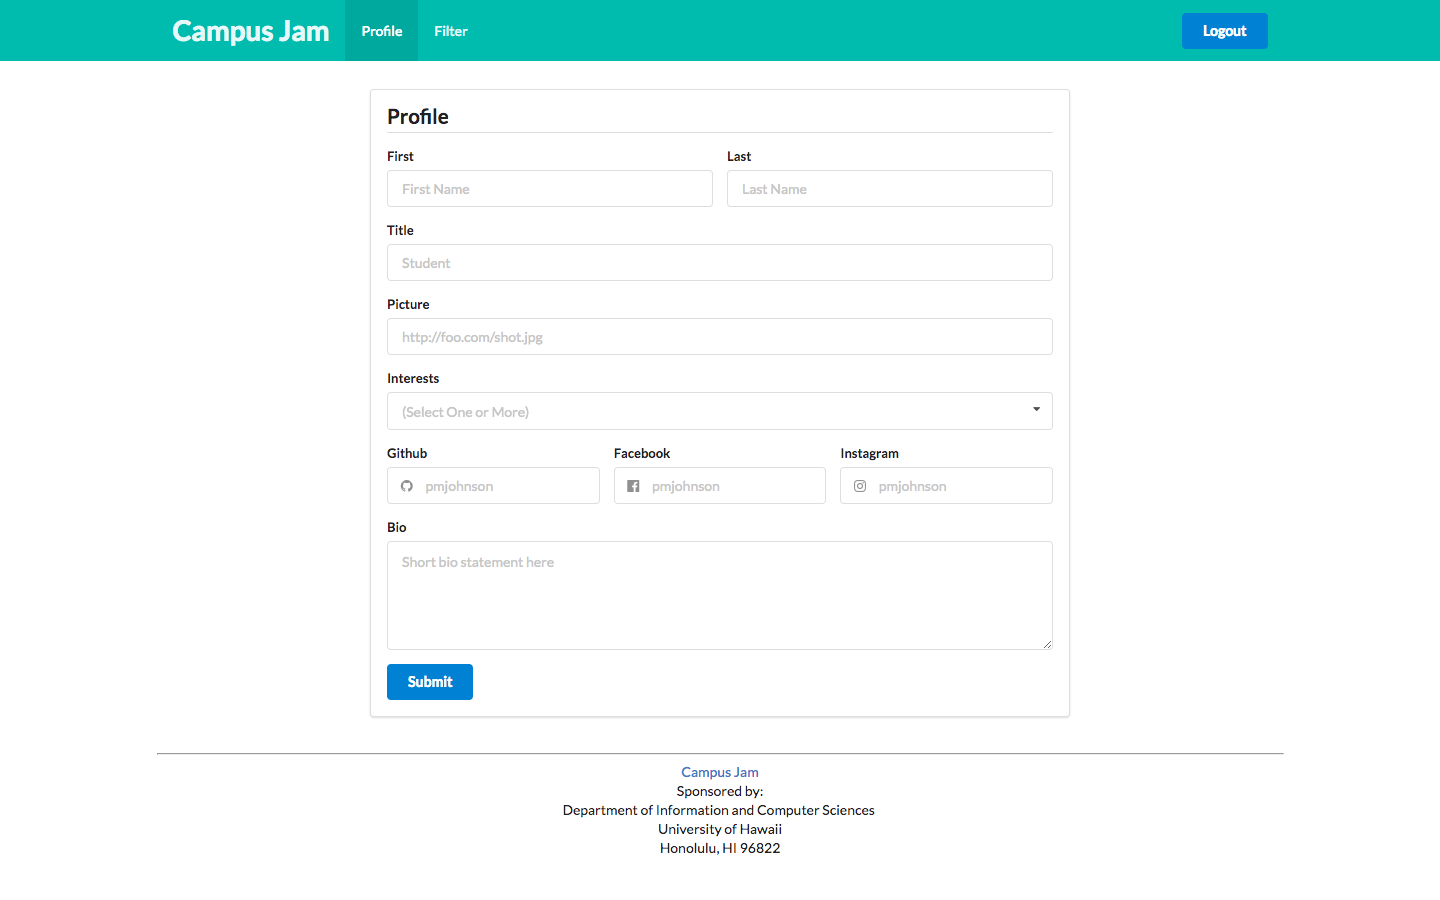 Campus Jam Profile Filter Logout
Profile
First Last
First Name Last Name
Title
Student
Picture
http://foo.com/shot.jpg
Interests
(Select One or More)
Github Facebook Instagram
pmjohnson pmjohnson pmjohnson
Bio
Short bio statement here
Submit
Campus Jam
Sponsored by:
Department of Information and Computer Sciences
University of Hawaii
Honolulu, HI 96822